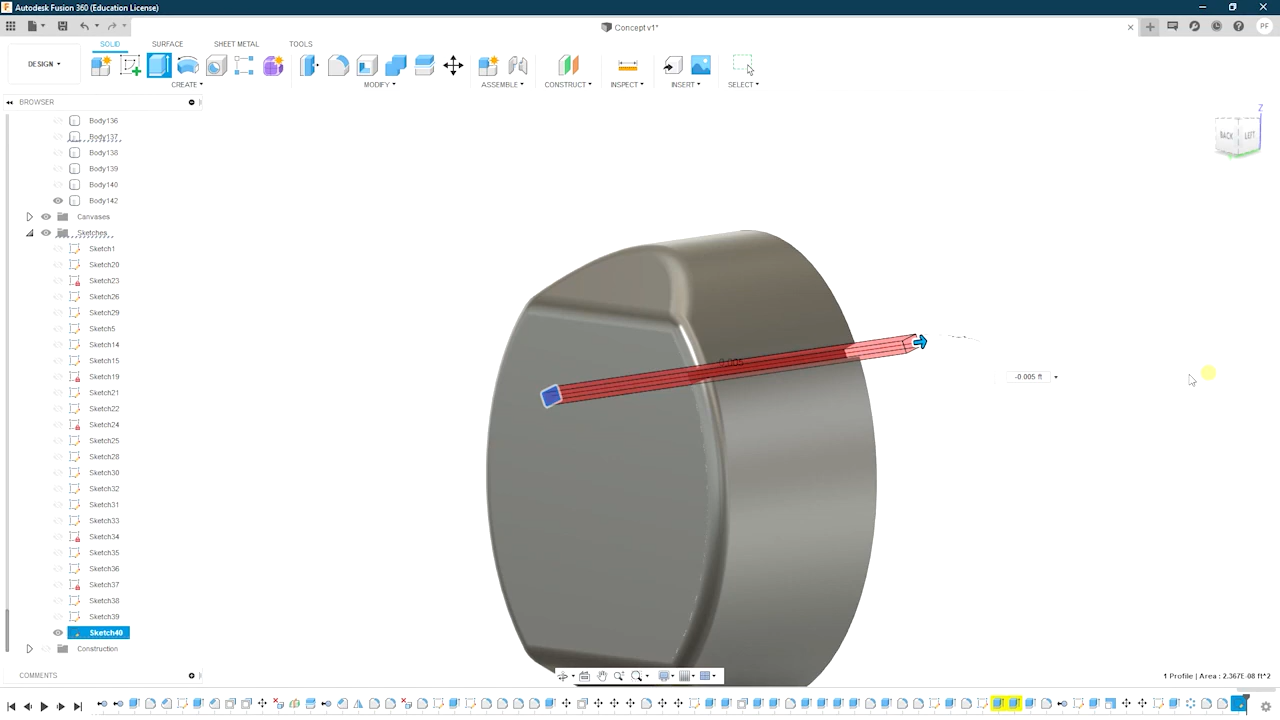 Autodesk Fusion 360 (Education License)
Concept v1*
PF
SOLID SURFACE SHEET METAL TOOLS
DESIGN
CREATE MODIFY ASSEMBLE CONSTRUCT INSPECT INSERT SELECT
BROWSER
Body136
Body137
Body138
Body139
Body140
Body142
Canvases
Sketches
Sketch1
Sketch20
Sketch23
Sketch26
Sketch29
Sketch5
Sketch14
Sketch15
Sketch19
Sketch21
Sketch22
Sketch24
Sketch25
Sketch28
Sketch30
Sketch32
Sketch31
Sketch33
Sketch34
Sketch35
Sketch36
Sketch37
Sketch38
Sketch39
Sketch40
Construction
COMMENTS
Z
BACK LEFT
-0.005
-0.005 ft
1 Profile | Area : 2.367E-08 ft^2